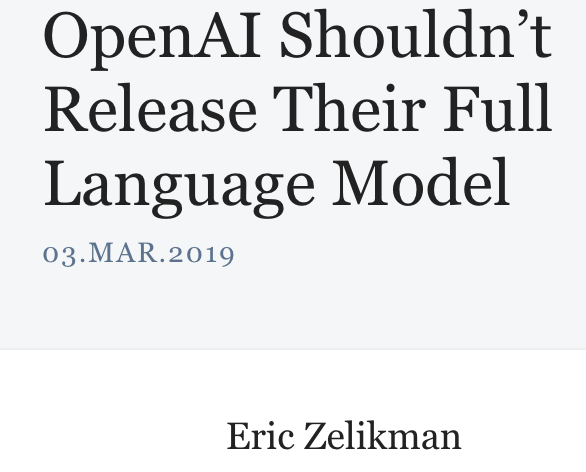 OpenAI Shouldn’t
Release Their Full
Language Model
03.MAR.2019
Eric Zelikman